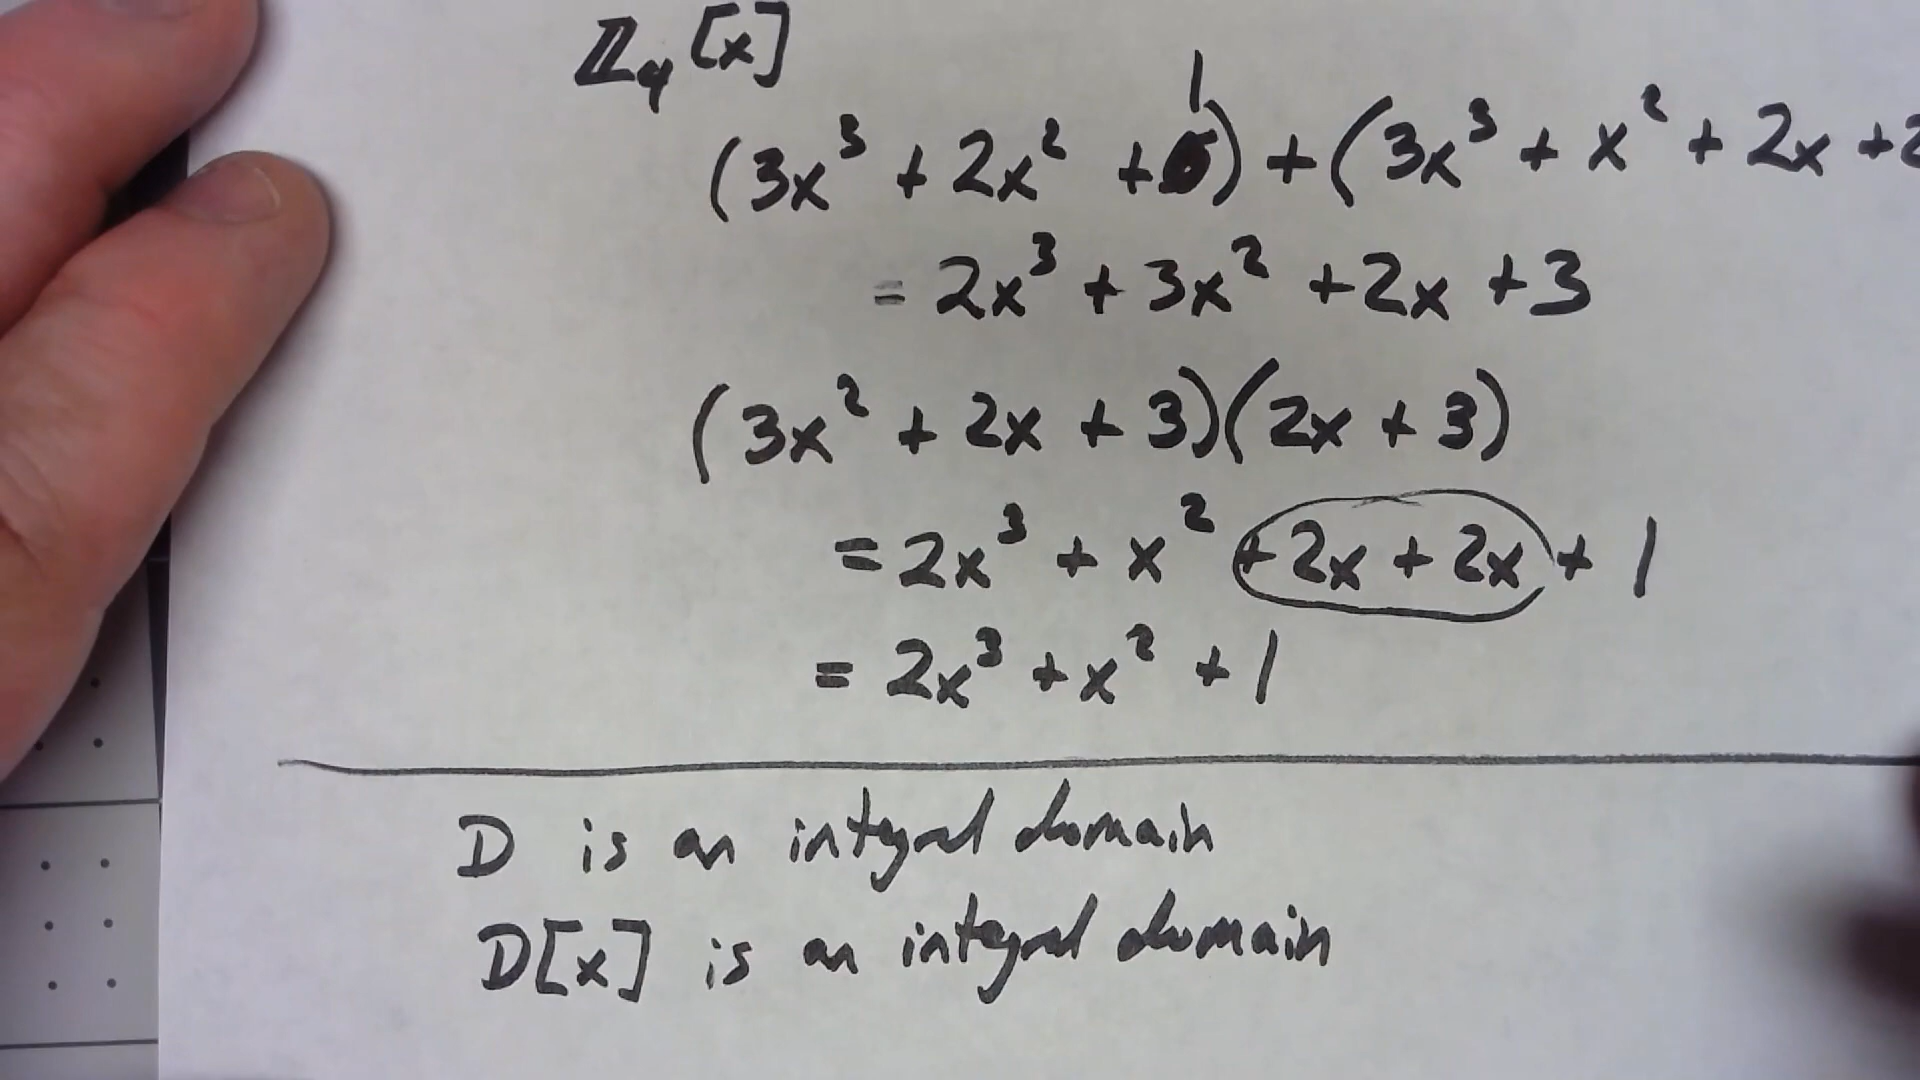 ℤ₄[x]
1
(3x³ + 2x² + ) + (3x³ + x² + 2x + 2
= 2x³ + 3x² + 2x + 3
(3x² + 2x + 3)(2x + 3)
= 2x³ + x² + 2x + 2x + 1
= 2x³ + x² + 1
D is an integral domain
D[x] is an integral domain